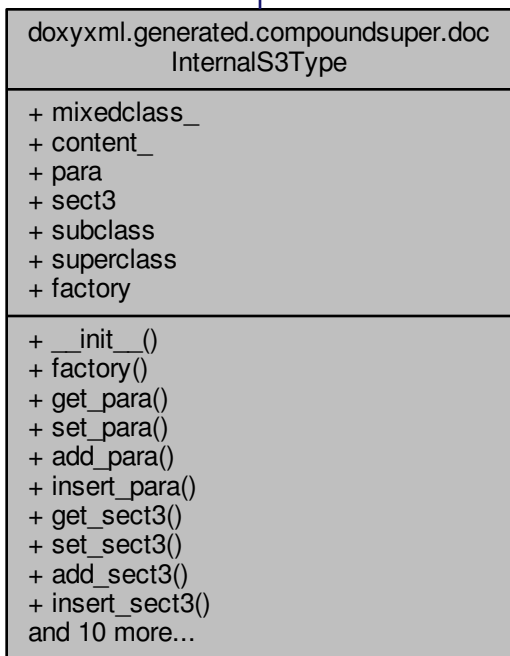 doxyxml.generated.compoundsuper.doc
InternalS3Type
+ mixedclass_
+ content_
+ para
+ sect3
+ subclass
+ superclass
+ factory
+ __init__()
+ factory()
+ get_para()
+ set_para()
+ add_para()
+ insert_para()
+ get_sect3()
+ set_sect3()
+ add_sect3()
+ insert_sect3()
and 10 more...